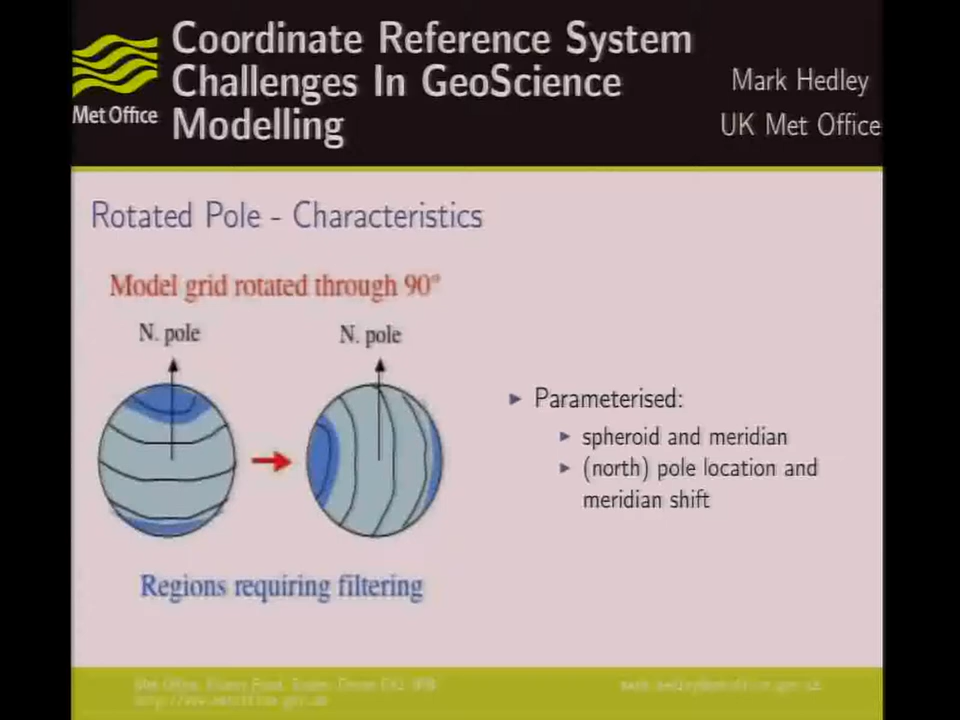 Coordinate Reference System
Challenges In GeoScience
Modelling
Mark Hedley
UK Met Office
Met Office
Rotated Pole - Characteristics
Model grid rotated through 90°
N. pole
N. pole
Regions requiring filtering
Parameterised:
spheroid and meridian
(north) pole location and
meridian shift